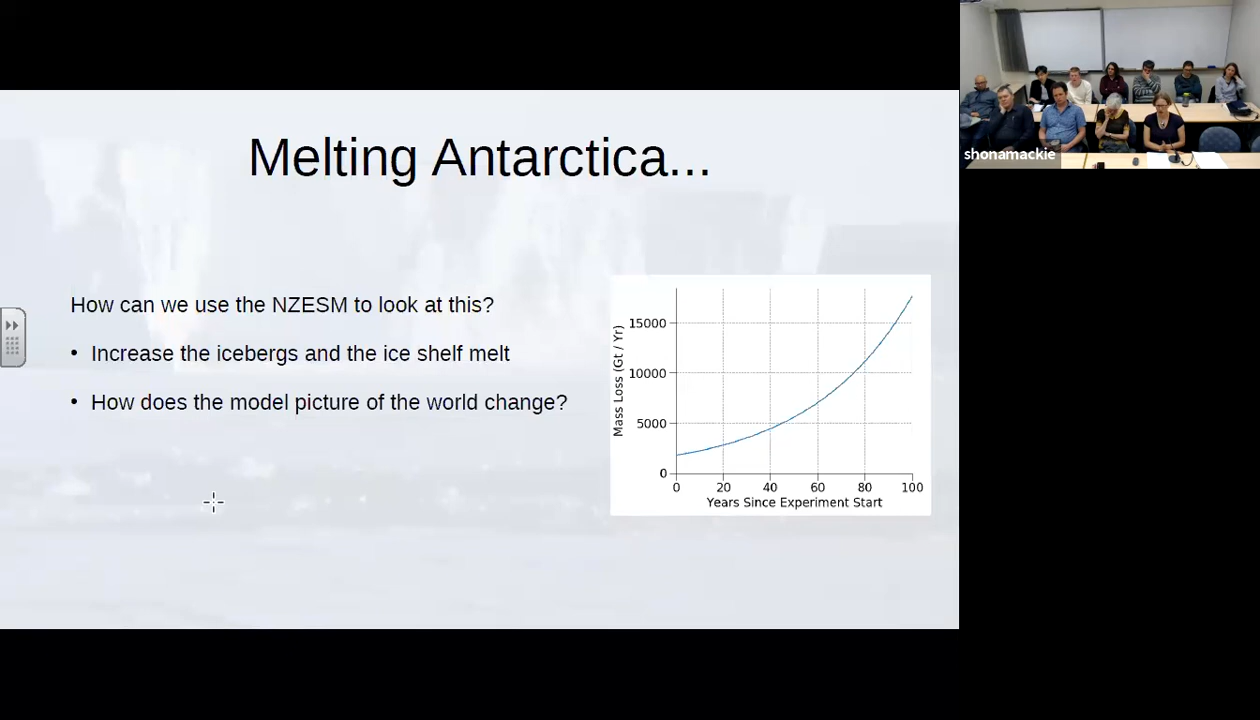 Melting Antarctica...
How can we use the NZESM to look at this?
• Increase the icebergs and the ice shelf melt
• How does the model picture of the world change?
Mass Loss (Gt / Yr)
15000
10000
5000
0
0 20 40 60 80 100
Years Since Experiment Start
shonamackie